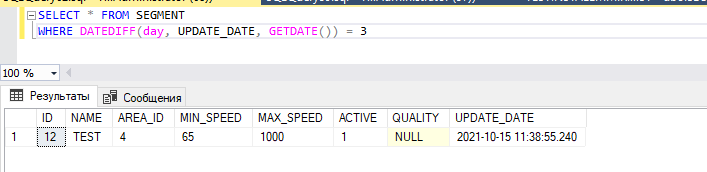 SELECT * FROM SEGMENT
WHERE DATEDIFF(day, UPDATE_DATE, GETDATE()) = 3
100 %
Результаты Сообщения
ID NAME AREA_ID MIN_SPEED MAX_SPEED ACTIVE QUALITY UPDATE_DATE
1 12 TEST 4 65 1000 1 NULL 2021-10-15 11:38:55.240